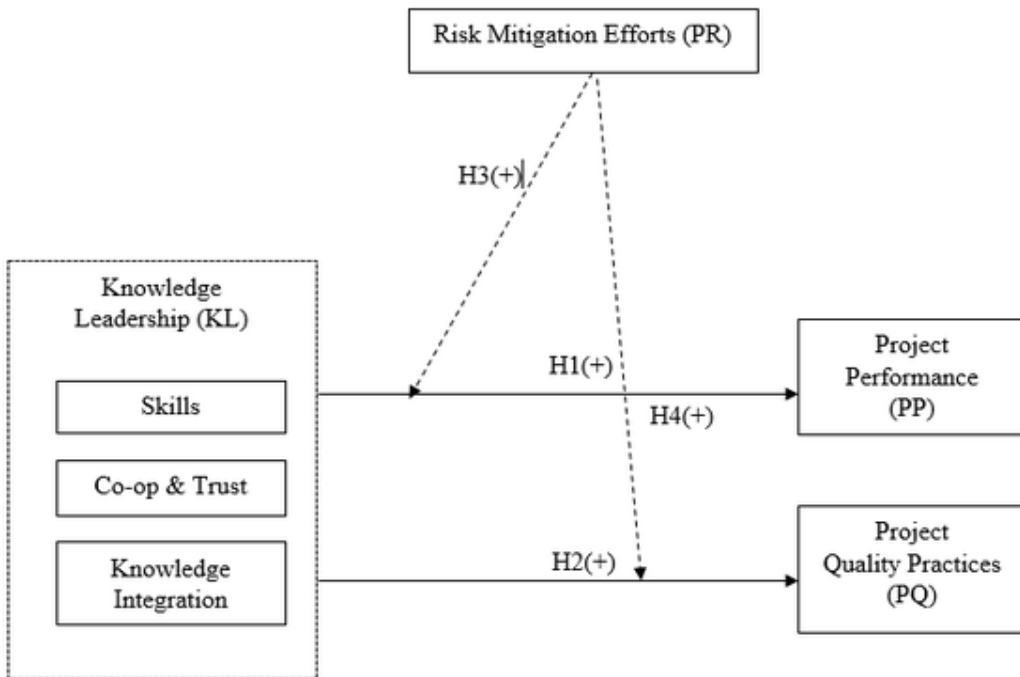 Risk Mitigation Efforts (PR)
H3(+)
Knowledge
Leadership (KL)
Skills
Co-op & Trust
Knowledge
Integration
H1(+)
H4(+)
H2(+)
Project
Performance
(PP)
Project
Quality Practices
(PQ)